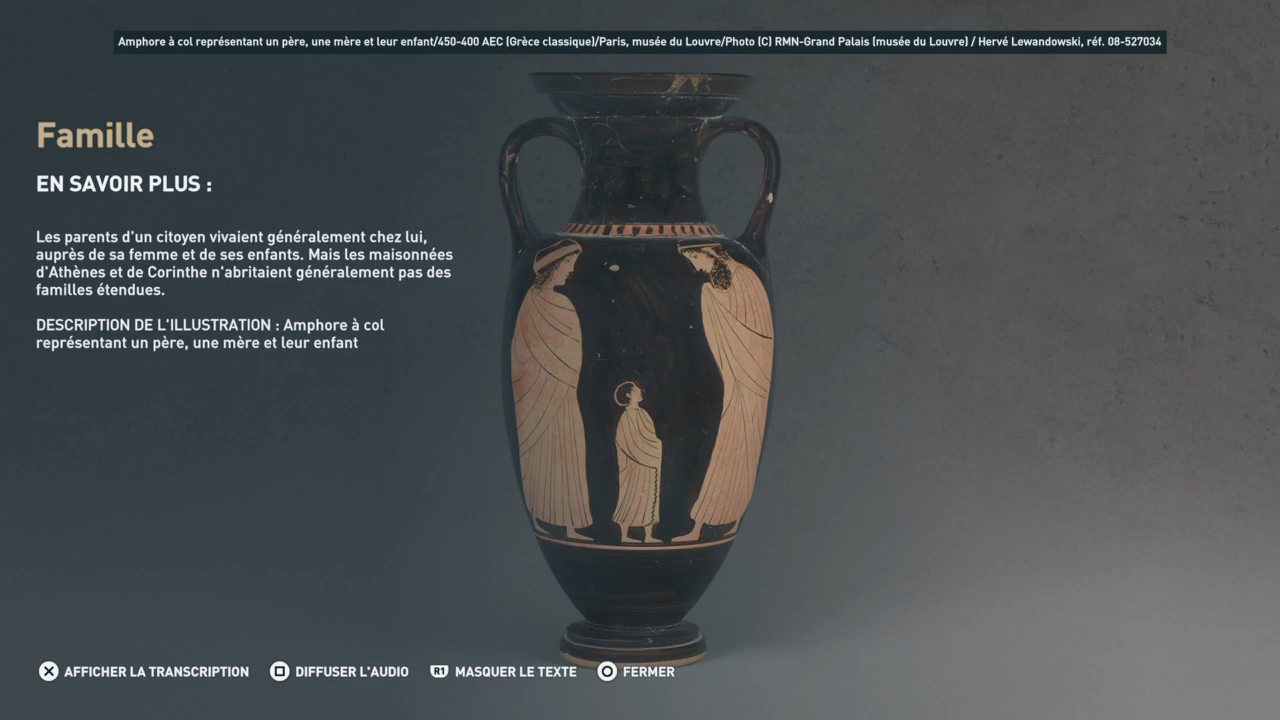 Amphore à col représentant un père, une mère et leur enfant/450-400 AEC (Grèce classique)/Paris, musée du Louvre/Photo (C) RMN-Grand Palais (musée du Louvre) / Hervé Lewandowski, réf. 08-527034
Famille
EN SAVOIR PLUS :
Les parents d'un citoyen vivaient généralement chez lui,
auprès de sa femme et de ses enfants. Mais les maisonnées
d'Athènes et de Corinthe n'abritaient généralement pas des
familles étendues.
DESCRIPTION DE L'ILLUSTRATION : Amphore à col
représentant un père, une mère et leur enfant
AFFICHER LA TRANSCRIPTION DIFFUSER L'AUDIO R1 MASQUER LE TEXTE FERMER